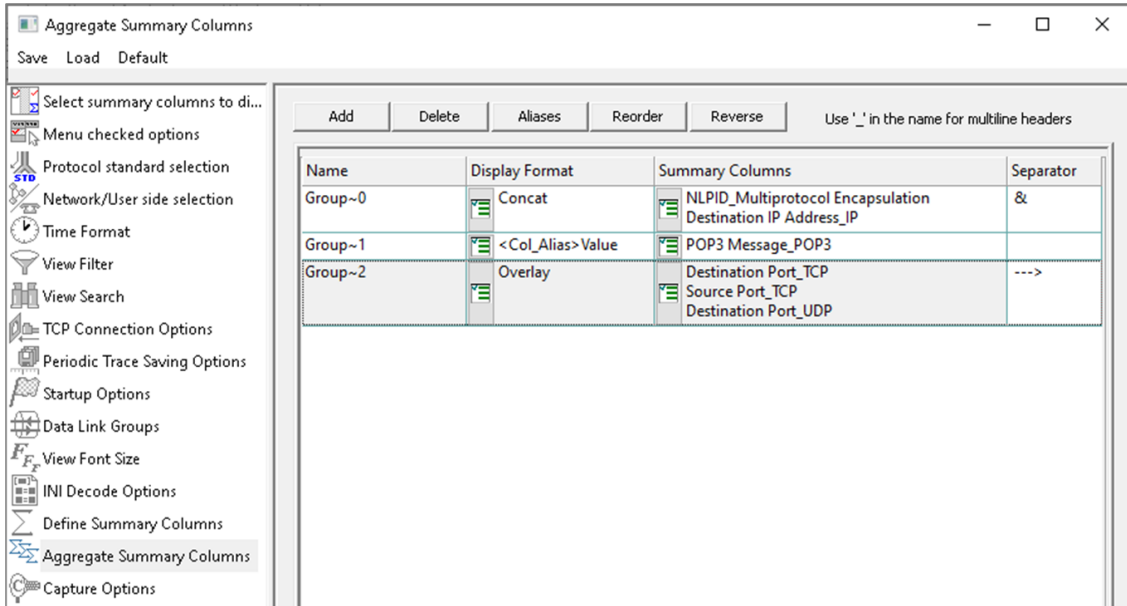 Aggregate Summary Columns
Save Load Default
Select summary columns to di...
Menu checked options
STD
Protocol standard selection
Network/User side selection
Time Format
View Filter
View Search
TCP Connection Options
Periodic Trace Saving Options
Startup Options
Data Link Groups
View Font Size
INI Decode Options
Define Summary Columns
Aggregate Summary Columns
Capture Options
Add Delete Aliases Reorder Reverse Use '_' in the name for multiline headers
Name Display Format Summary Columns Separator
Group~0 Concat NLPID_Multiprotocol Encapsulation &
Destination IP Address_IP
Group~1 <Col_Alias>Value POP3 Message_POP3
Group~2 Overlay Destination Port_TCP --->
Source Port_TCP
Destination Port_UDP